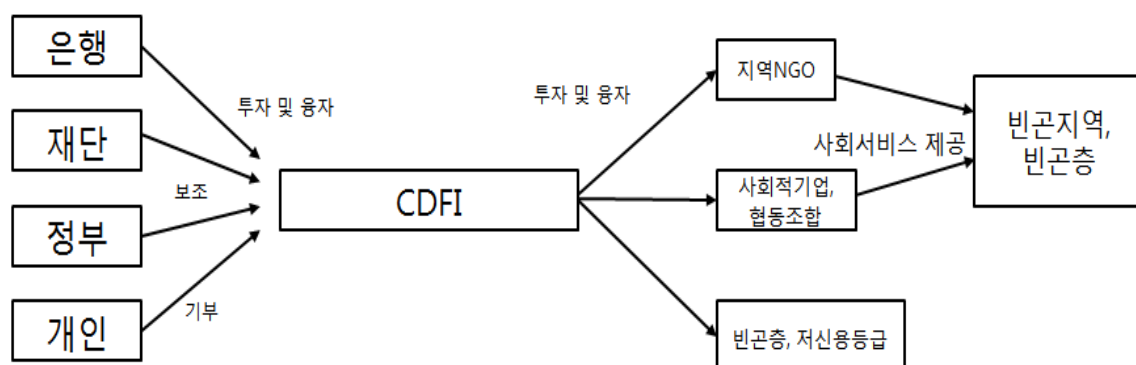 은행
재단
정부
개인
투자 및 융자
보조
기부
CDFI
투자 및 융자
지역NGO
사회적기업,
협동조합
빈곤층, 저신용등급
사회서비스 제공
빈곤지역,
빈곤층